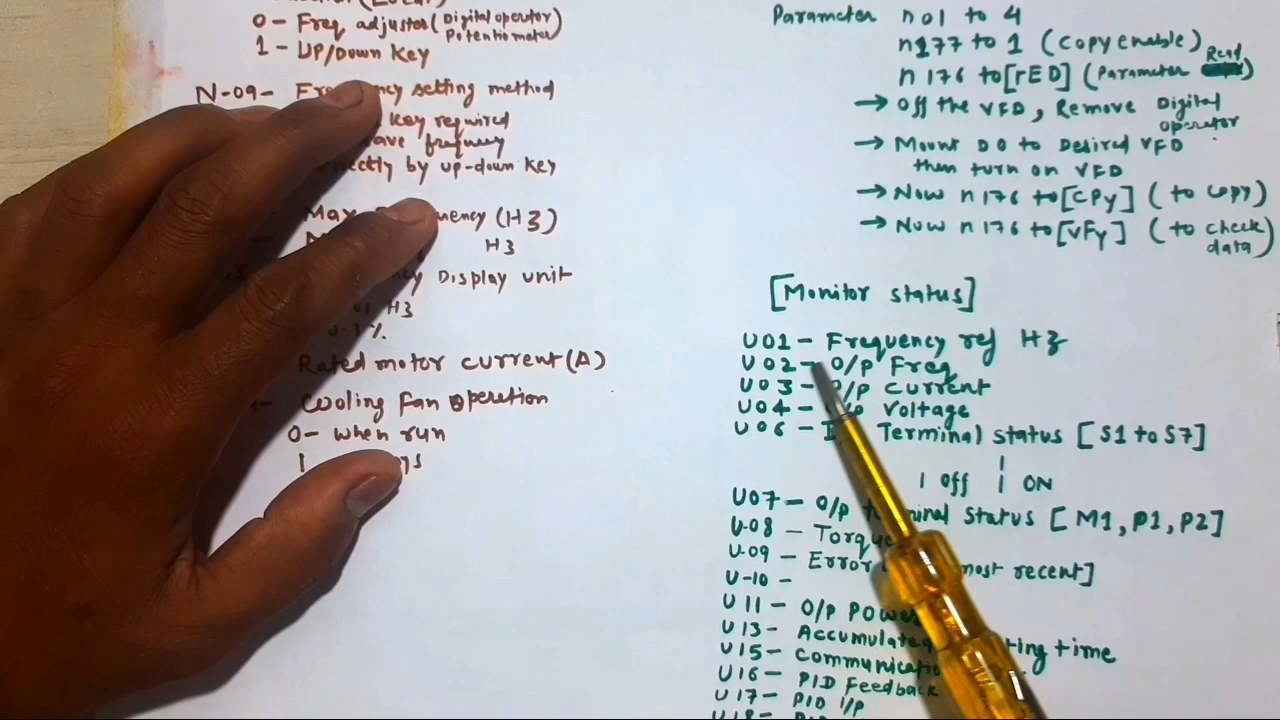 0- Freq adjustor (Digital operator Potentiometer)
1- UP/Down Key
N-09- Frequency setting method
Key required
frequency
by up-down key
Max Frequency (Hz)
Hz
Display unit
Hz
0.1%
Rated motor current (A)
Cooling Fan Operation
0- when run
1
Parameter n01 to 4
n177 to 1 (Copy enable)
n176 to [rED] (Parameter Read)
→ Off the VFD, Remove Digital operator
→ Mount DO to Desired VFD
then turn on VFD
→ Now n176 to [CPy] (to copy)
→ Now n176 to [vFy] (to check data)
[Monitor status]
U01- Frequency ref Hz
U02- O/P Freq
U03- O/P current
U04- O/p Voltage
U06- Terminal status [S1 to S7]
| Off | ON
U07- O/p Status [M1, P1, P2]
U-08 - Torque
U-09 - Error most recent]
U-10 -
U11- O/P Power
U13- Accumulated time
U15- Communication
U16- PID Feedback
U17- PID I/P
U18-